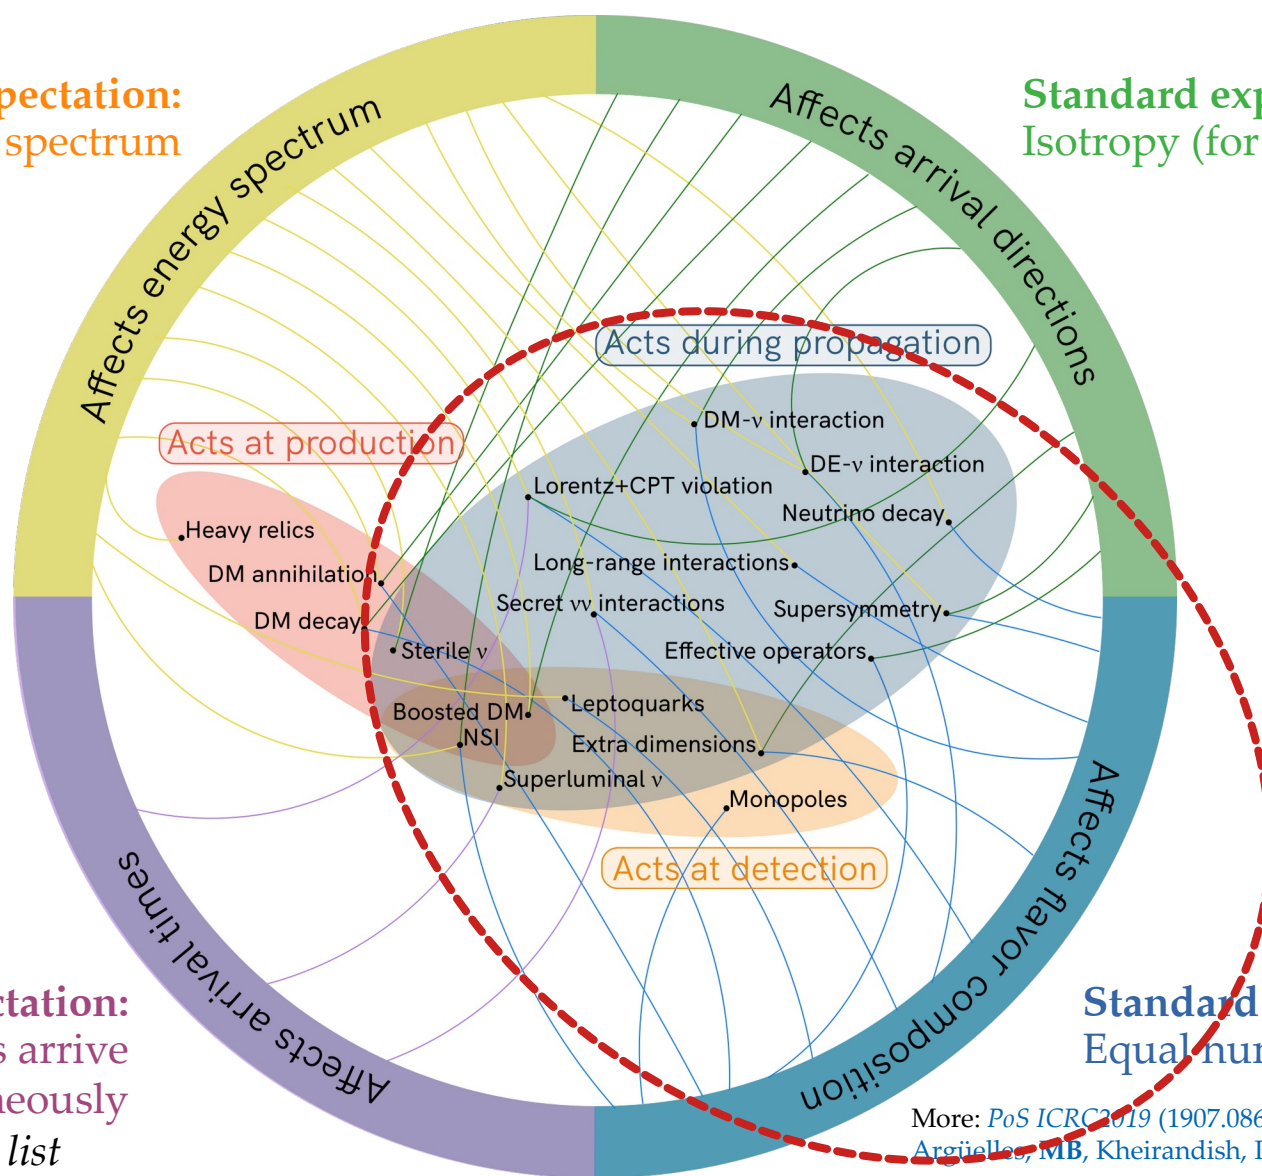 pectation:
spectrum
Standard exp
Isotropy (for
Affects energy spectrum
Affects arrival directions
Acts during propagation
DM-ν interaction
Acts at production
DE-ν interaction
Lorentz+CPT violation
Neutrino decay
Heavy relics
Long-range interactions
DM annihilation
Secret νν interactions
Supersymmetry
DM decay
Sterile ν
Effective operators
Leptoquarks
Boosted DM
NSI
Extra dimensions
Superluminal ν
Monopoles
Acts at detection
Affects arrival times
Affects flavor composition
ctation:
s arrive
neously
list
Standard
Equal nu
More: PoS ICRC2019 (1907.086
Argüelles, MB, Kheirandish, I